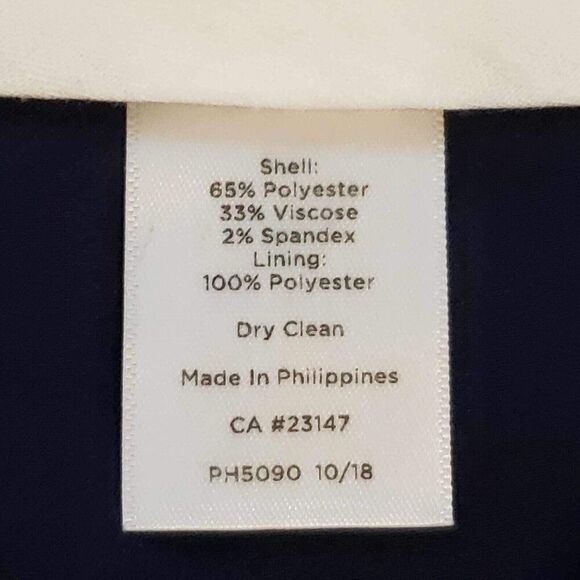 Shell:
65% Polyester
33% Viscose
2% Spandex
Lining:
100% Polyester
Dry Clean
Made In Philippines
CA #23147
PH5090 10/18